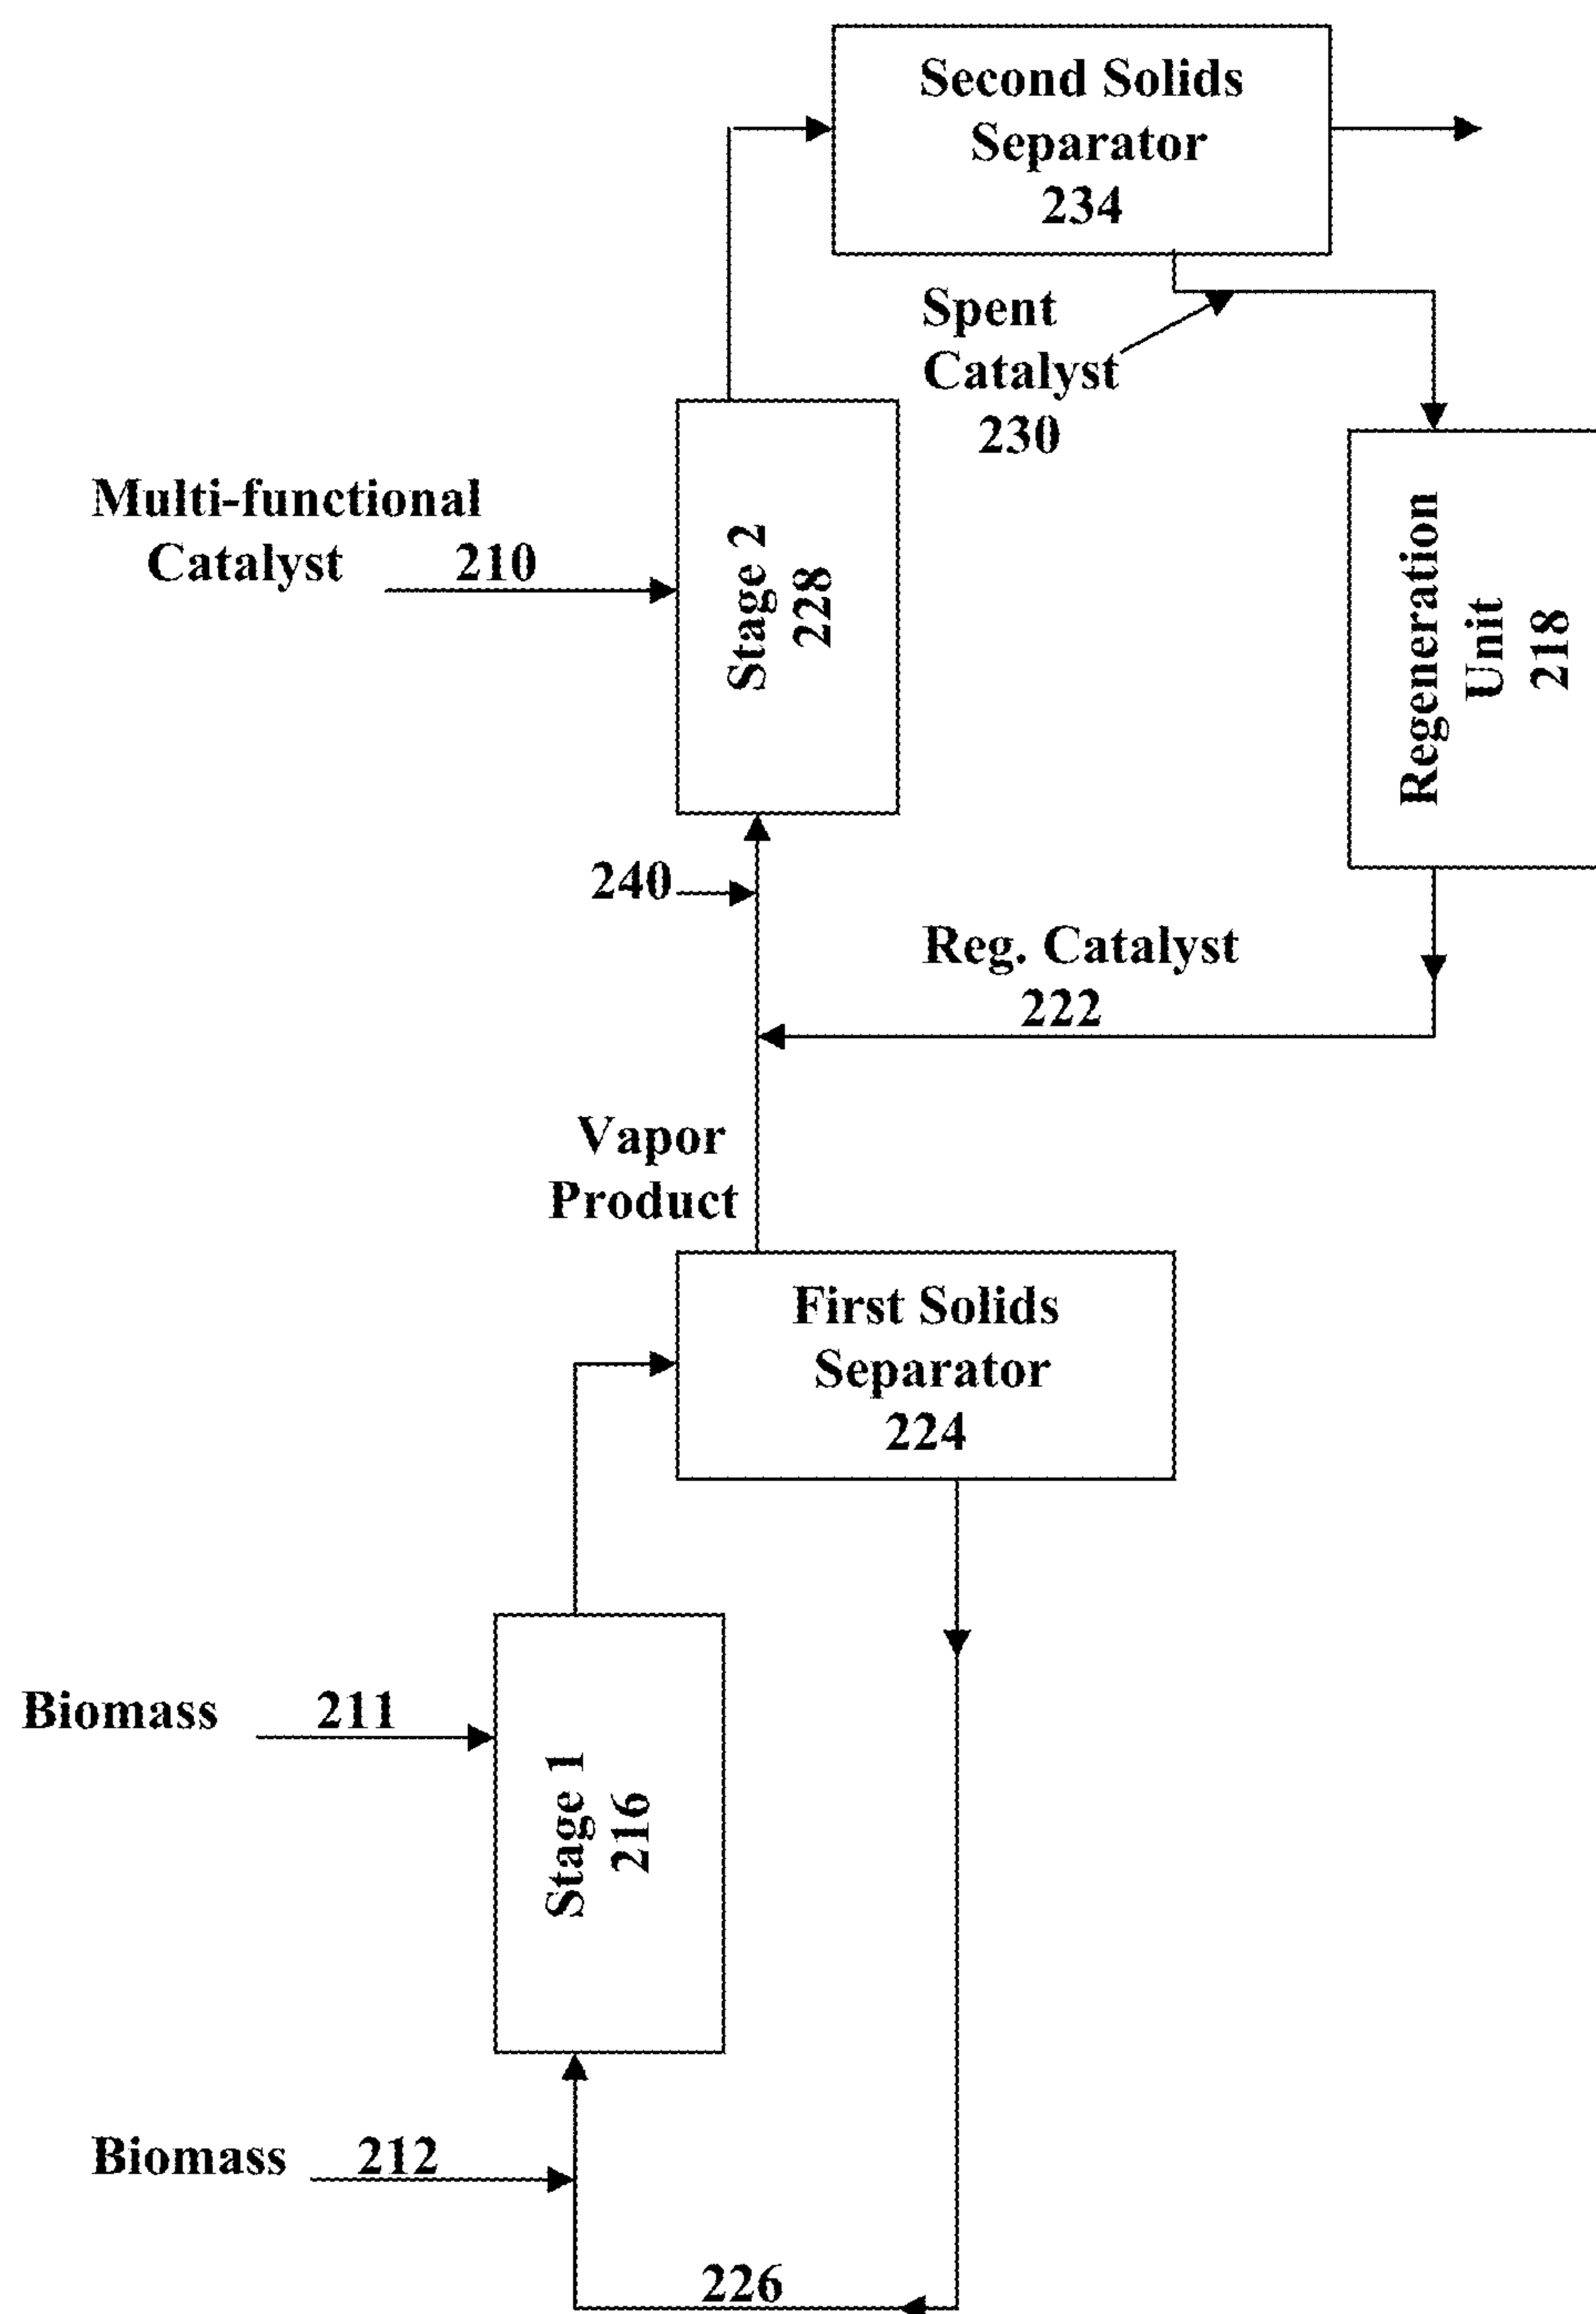 Second Solids
Separator
234
Spent
Catalyst
230
Multi-functional
Catalyst 210
Stage 2
228
Regeneration
Unit
218
240
Reg. Catalyst
222
Vapor
Product
First Solids
Separator
224
Biomass 211
Stage 1
216
Biomass 212
226